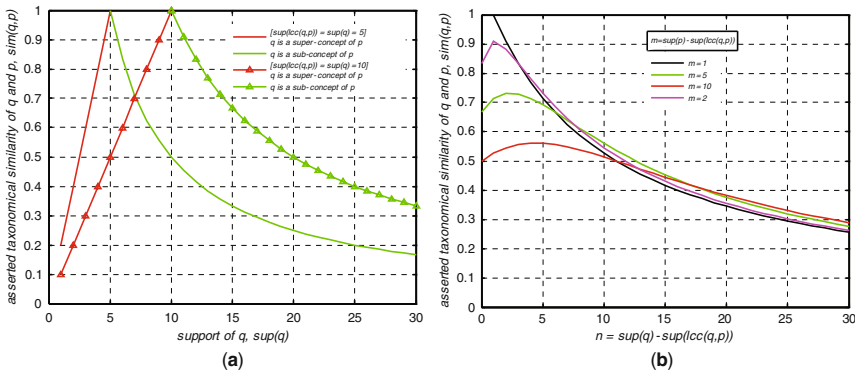 asserted taxonomical similarity of q and p, sim(q,p)
1
0.9
0.8
0.7
0.6
0.5
0.4
0.3
0.2
0.1
0
0 5 10 15 20 25 30
support of q, sup(q)
[sup(lcc(q,p)) = sup(q) = 5]
q is a super-concept of p
q is a sub-concept of p
[sup(lcc(q,p)) = sup(q) =10]
q is a super-concept of p
q is a sub-concept of p
(a)
asserted taxonomical similarity of q and p, sim(q,p)
1
0.9
0.8
0.7
0.6
0.5
0.4
0.3
0.2
0.1
0
0 5 10 15 20 25 30
n = sup(q) - sup(lcc(q,p))
m=sup(p) - sup(lcc(q,p))
m = 1
m = 5
m = 10
m = 2
(b)